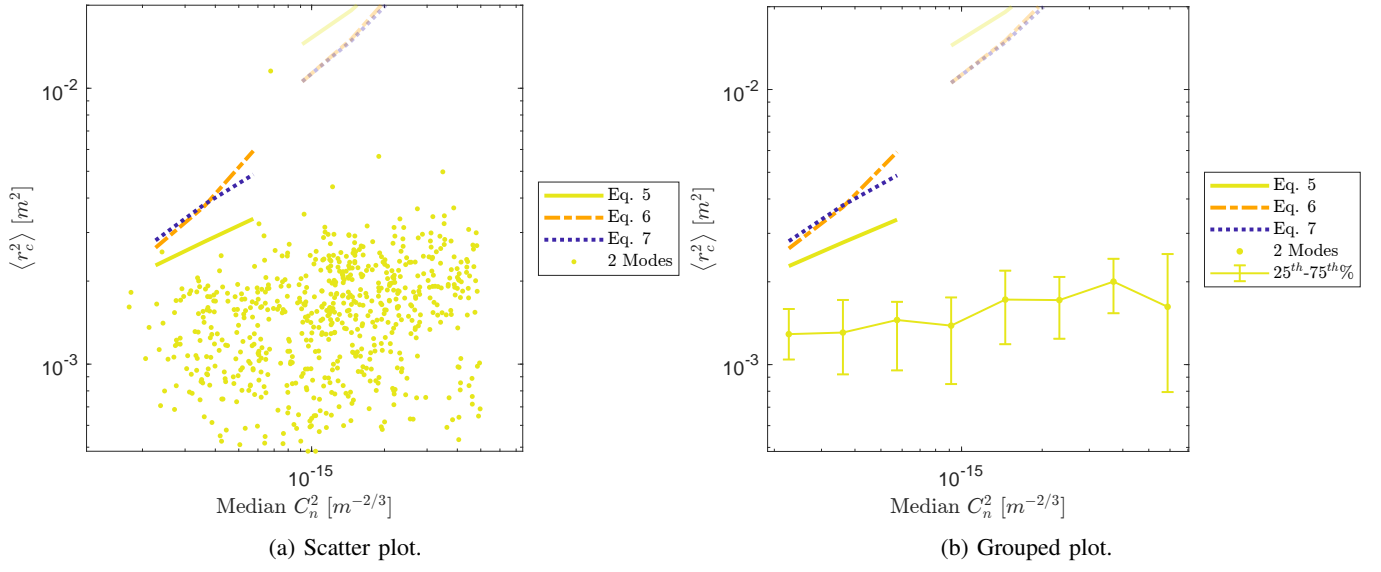 10^{-2}
10^{-3}
⟨r_c^2⟩ [m^2]
10^{-15}
Median C_n^2 [m^{-2/3}]
Eq. 5
Eq. 6
Eq. 7
2 Modes
(a) Scatter plot.
10^{-2}
10^{-3}
⟨r_c^2⟩ [m^2]
10^{-15}
Median C_n^2 [m^{-2/3}]
Eq. 5
Eq. 6
Eq. 7
2 Modes
25^{th}-75^{th}%
(b) Grouped plot.